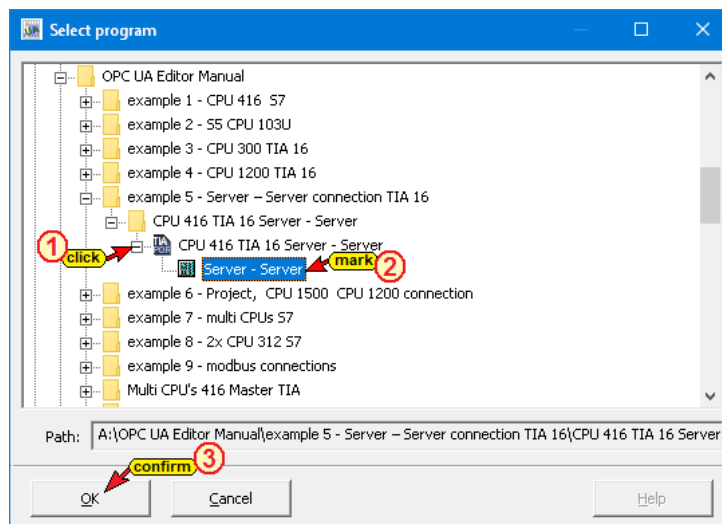 Select program
OPC UA Editor Manual
example 1 - CPU 416  S7
example 2 - S5 CPU 103U
example 3 - CPU 300 TIA 16
example 4 - CPU 1200 TIA 16
example 5 - Server – Server connection TIA 16
CPU 416 TIA 16 Server - Server
1 click CPU 416 TIA 16 Server - Server
Server - Server mark 2
example 6 - Project,  CPU 1500  CPU 1200 connection
example 7 - multi CPUs S7
example 8 - 2x CPU 312 S7
example 9 - modbus connections
Multi CPU's 416 Master TIA
Path: A:\OPC UA Editor Manual\example 5 - Server – Server connection TIA 16\CPU 416 TIA 16 Server
confirm 3
OK Cancel Help